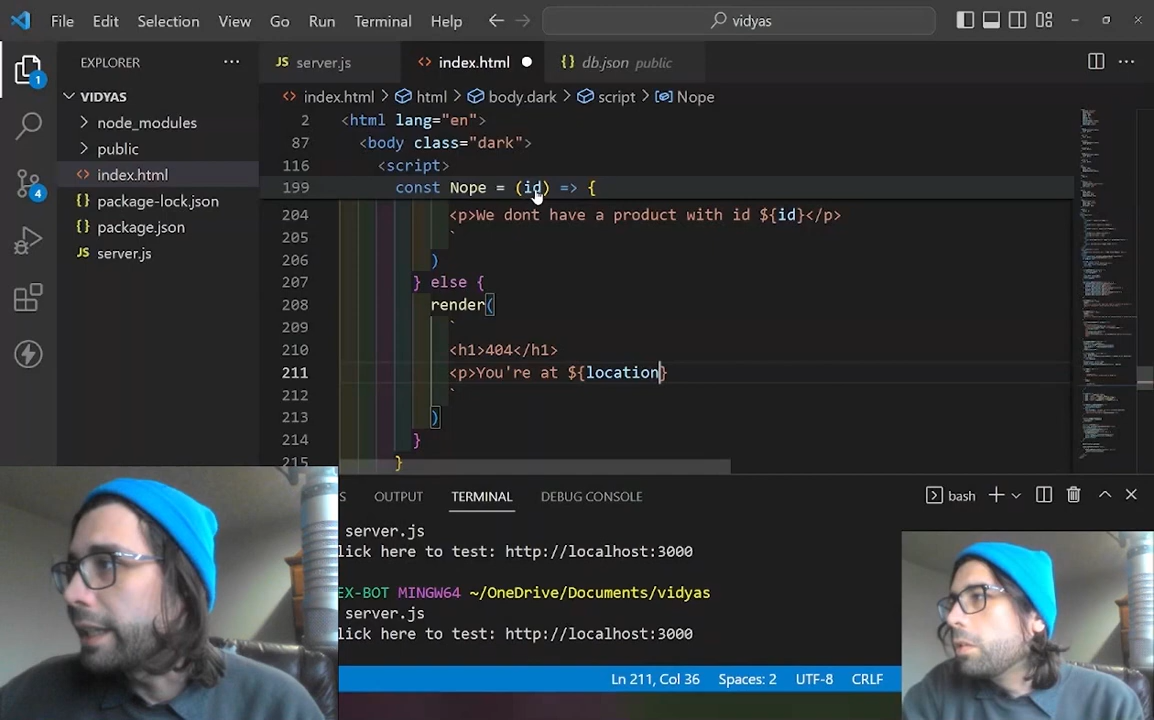 File Edit Selection View Go Run Terminal Help
vidyas
EXPLORER
server.js
index.html
db.json public
VIDYAS
node_modules
public
index.html
package-lock.json
package.json
server.js
1
4
index.html > html > body.dark > script > Nope
2 <html lang="en">
87 <body class="dark">
116 <script>
199 const Nope = (id) => {
204 <p>We dont have a product with id ${id}</p>
205 `
206 )
207 } else {
208 render(
209 `
210 <h1>404</h1>
211 <p>You're at ${location}
212 `
213 )
214 }
215 }
S OUTPUT TERMINAL DEBUG CONSOLE
bash
server.js
lick here to test: http://localhost:3000
EX-BOT MINGW64 ~/OneDrive/Documents/vidyas
server.js
lick here to test: http://localhost:3000
Ln 211, Col 36 Spaces: 2 UTF-8 CRLF